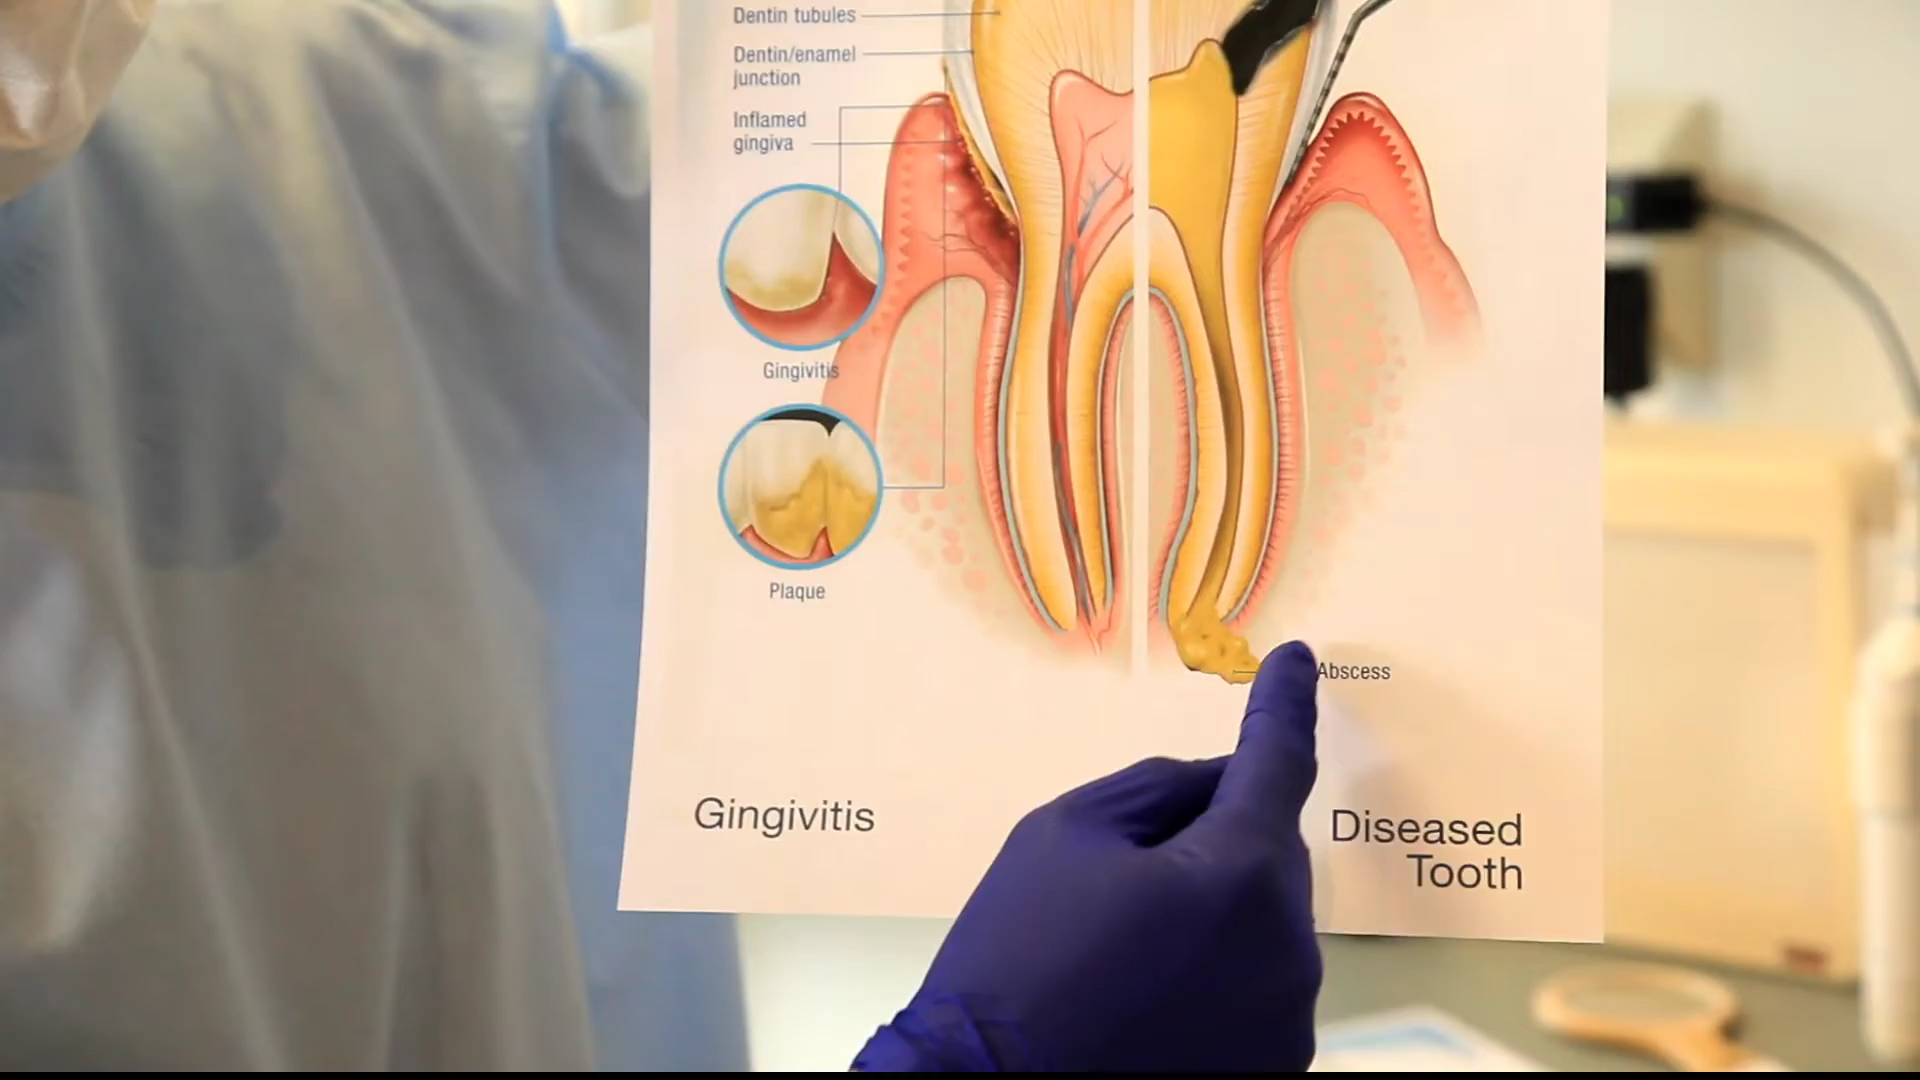 Dentin tubules
Dentin/enamel
junction
Inflamed
gingiva
Gingivitis
Plaque
Abscess
Gingivitis
Diseased
Tooth